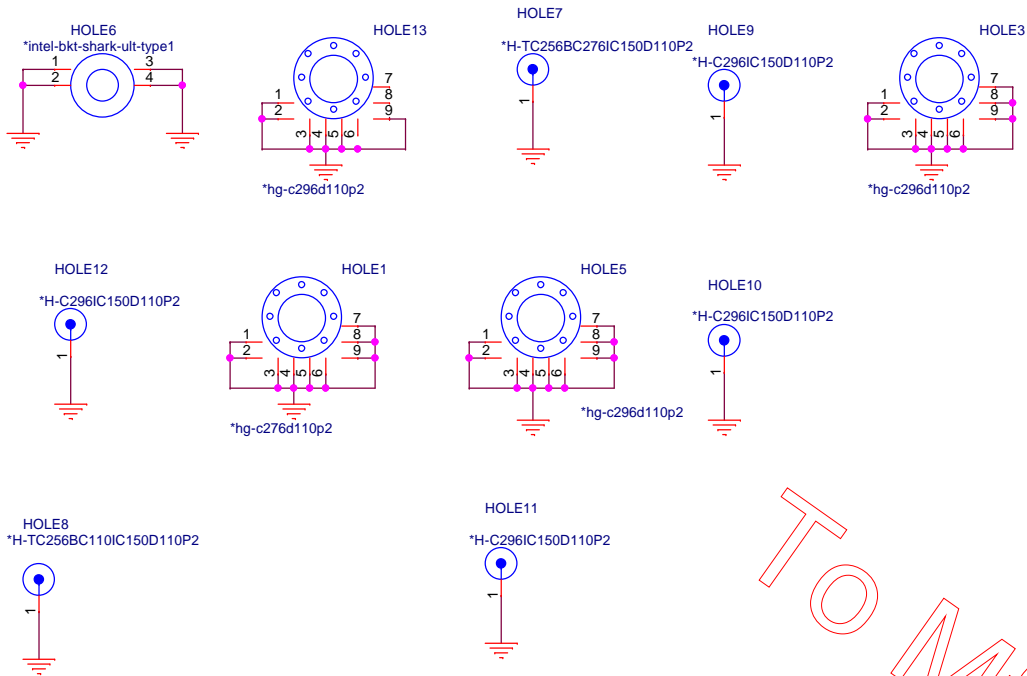 HOLE6
*intel-bkt-shark-ult-type1
1
2
3
4
HOLE13
1
2
3
4
5
6
7
8
9
*hg-c296d110p2
HOLE7
*H-TC256BC276IC150D110P2
1
HOLE9
*H-C296IC150D110P2
1
HOLE3
1
2
3
4
5
6
7
8
9
*hg-c296d110p2
HOLE12
*H-C296IC150D110P2
1
HOLE1
1
2
3
4
5
6
7
8
9
*hg-c276d110p2
HOLE5
1
2
3
4
5
6
7
8
9
*hg-c296d110p2
HOLE10
*H-C296IC150D110P2
1
HOLE8
*H-TC256BC110IC150D110P2
1
HOLE11
*H-C296IC150D110P2
1
To